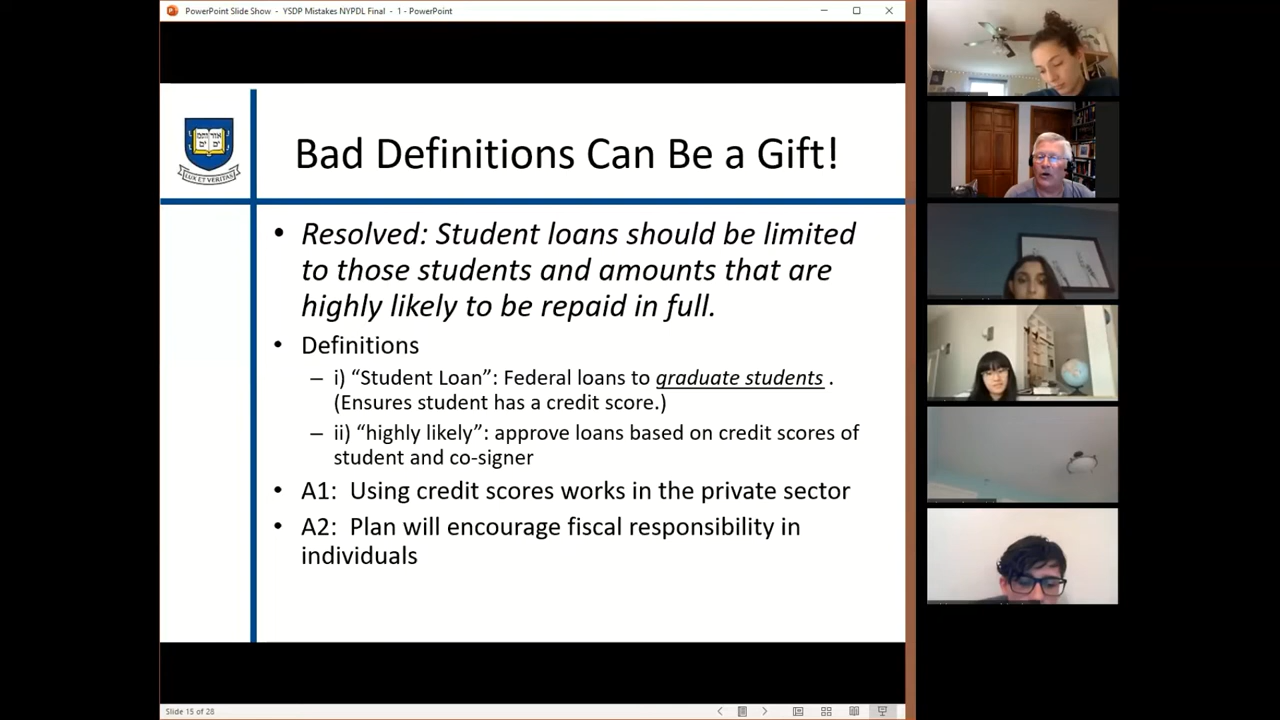 PowerPoint Slide Show - YSDP Mistakes NYPDL Final - 1 - PowerPoint
LUX ET VERITAS
Bad Definitions Can Be a Gift!
• Resolved: Student loans should be limited
to those students and amounts that are
highly likely to be repaid in full.
• Definitions
– i) “Student Loan”: Federal loans to graduate students .
(Ensures student has a credit score.)
– ii) “highly likely”: approve loans based on credit scores of
student and co-signer
• A1: Using credit scores works in the private sector
• A2: Plan will encourage fiscal responsibility in
individuals
Slide 15 of 28